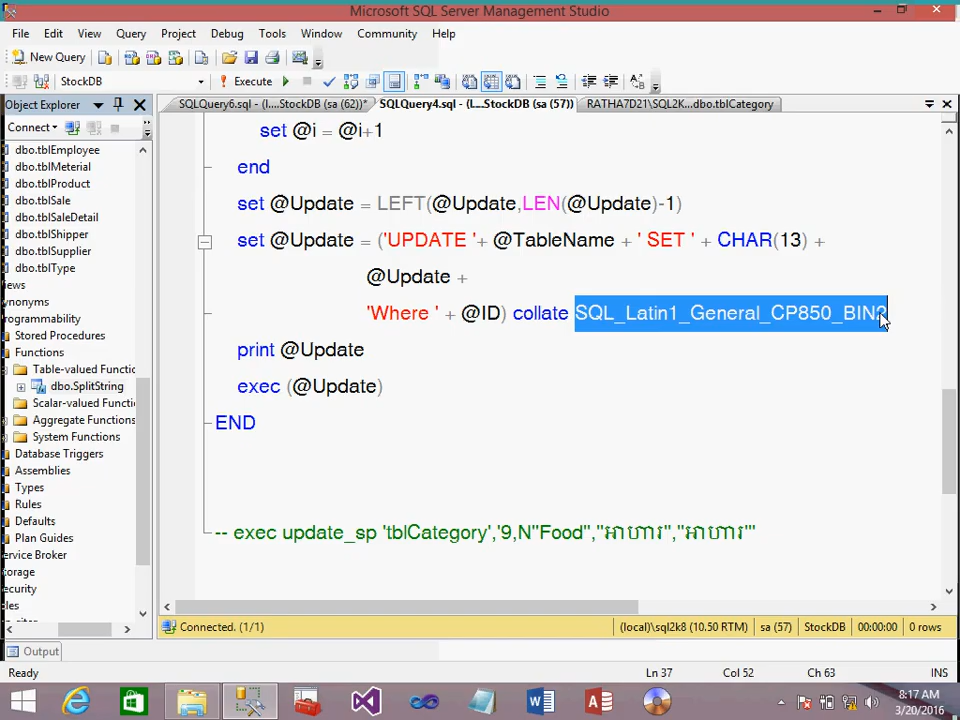 Microsoft SQL Server Management Studio
File Edit View Query Project Debug Tools Window Community Help
New Query
StockDB Execute
Object Explorer
SQLQuery6.sql - (l....StockDB (sa (62))* SQLQuery4.sql - (L...StockDB (sa (57)) RATHA7D21\SQL2K...dbo.tblCategory
Connect
dbo.tblEmployee
dbo.tblMeterial
dbo.tblProduct
dbo.tblSale
dbo.tblSaleDetail
dbo.tblShipper
dbo.tblSupplier
dbo.tblType
iews
ynonyms
rogrammability
Stored Procedures
Functions
Table-valued Functio
dbo.SplitString
Scalar-valued Functi
Aggregate Functions
System Functions
Database Triggers
Assemblies
Types
Rules
Defaults
Plan Guides
ervice Broker
torage
ecurity
set @i = @i+1
end
set @Update = LEFT(@Update,LEN(@Update)-1)
set @Update = ('UPDATE '+ @TableName + ' SET ' + CHAR(13) +
@Update +
'Where ' + @ID) collate SQL_Latin1_General_CP850_BIN2
print @Update
exec (@Update)
END
-- exec update_sp 'tblCategory','9,N''Food'',''អាហារ'',''អាហារ'''
Connected. (1/1) (local)\sql2k8 (10.50 RTM) sa (57) StockDB 00:00:00 0 rows
Output
Ready Ln 37 Col 52 Ch 63 INS
8:17 AM
3/20/2016